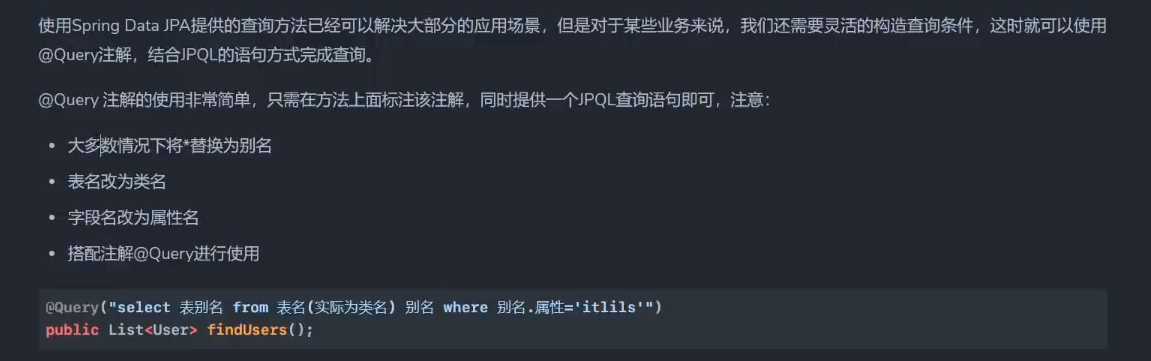 使用Spring Data JPA提供的查询方法已经可以解决大部分的应用场景，但是对于某些业务来说，我们还需要灵活的构造查询条件，这时就可以使用
@Query注解，结合JPQL的语句方式完成查询。
@Query 注解的使用非常简单，只需在方法上面标注该注解，同时提供一个JPQL查询语句即可，注意：
• 大多数情况下将*替换为别名
• 表名改为类名
• 字段名改为属性名
• 搭配注解@Query进行使用
@Query("select 表别名 from 表名(实际为类名) 别名 where 别名.属性='itlils'")
public List<User> findUsers();